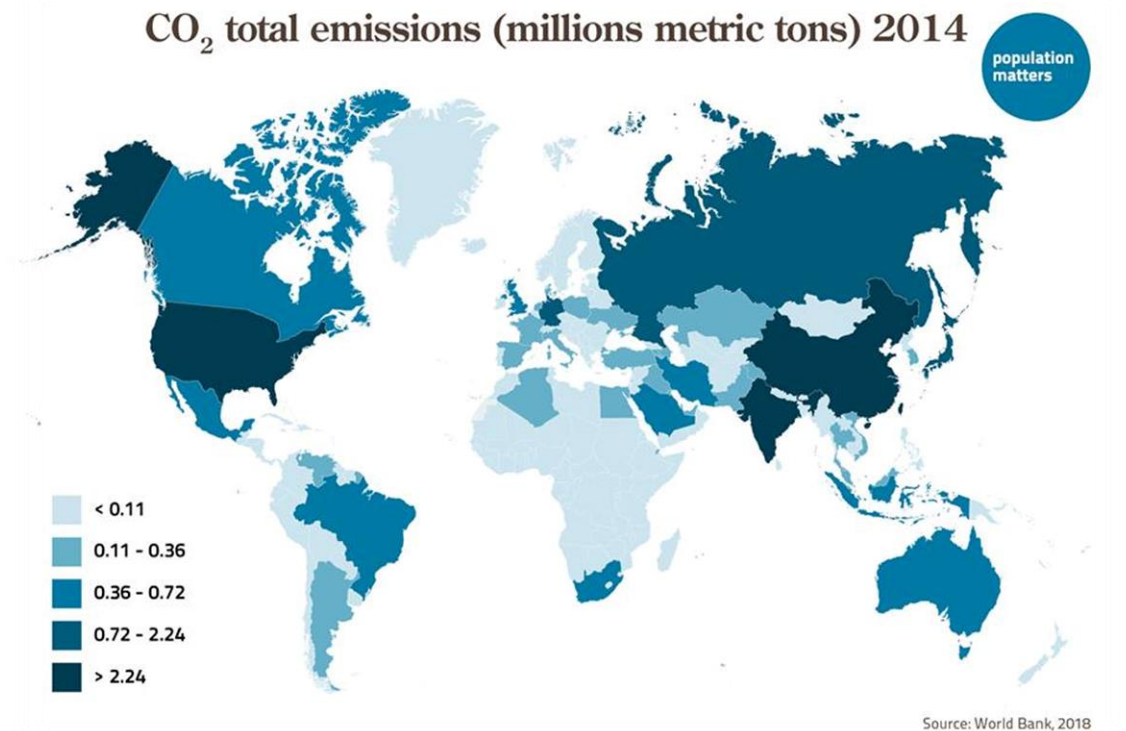 CO₂ total emissions (millions metric tons) 2014
population
matters
< 0.11
0.11 - 0.36
0.36 - 0.72
0.72 - 2.24
> 2.24
Source: World Bank, 2018